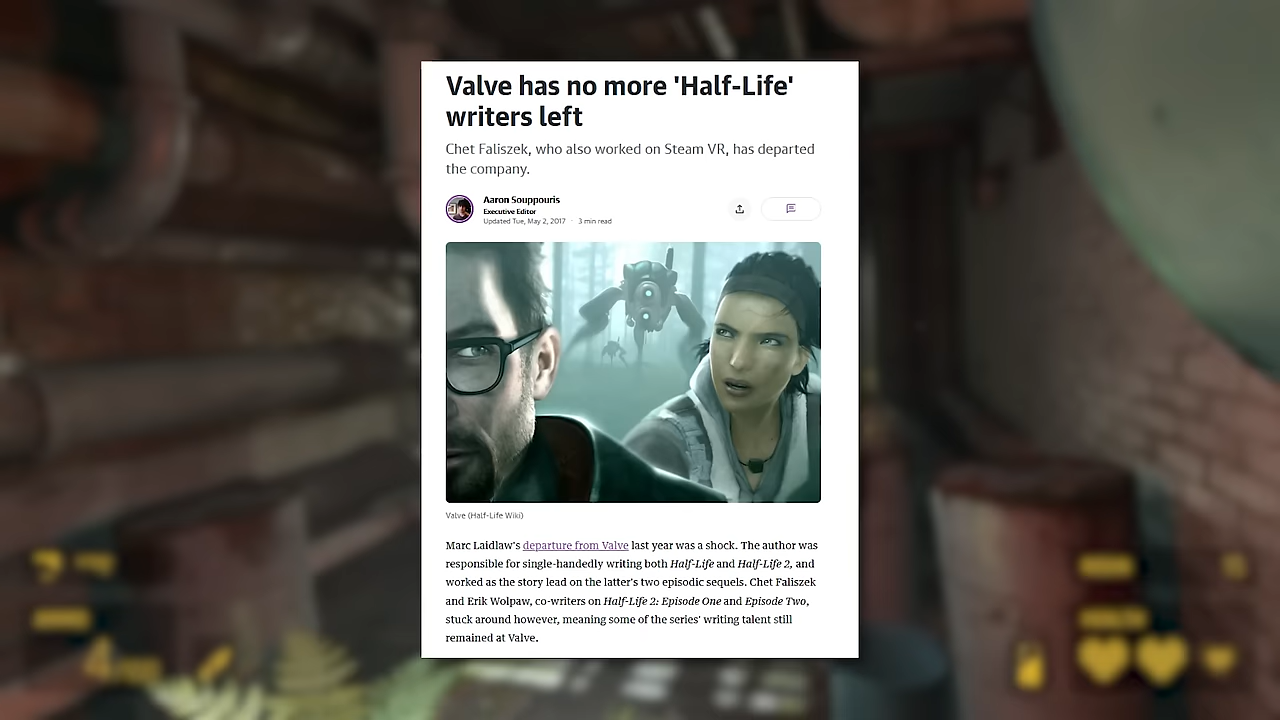 Valve has no more 'Half-Life'
writers left
Chet Faliszek, who also worked on Steam VR, has departed
the company.
Aaron Souppouris
Executive Editor
Updated Tue, May 2, 2017 · 3 min read
Valve (Half-Life Wiki)
Marc Laidlaw's departure from Valve last year was a shock. The author was
responsible for single-handedly writing both Half-Life and Half-Life 2, and
worked as the story lead on the latter's two episodic sequels. Chet Faliszek
and Erik Wolpaw, co-writers on Half-Life 2: Episode One and Episode Two,
stuck around however, meaning some of the series' writing talent still
remained at Valve.